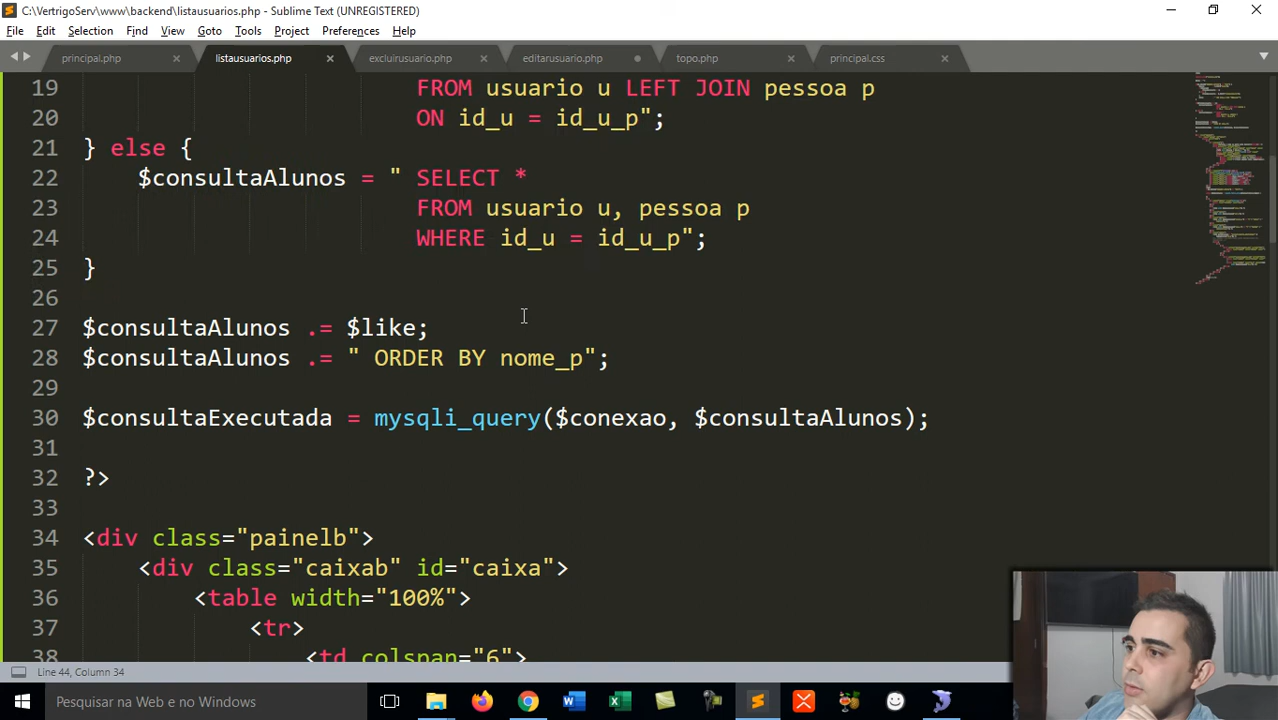 C:\VertrigoServ\www\backend\listausuarios.php - Sublime Text (UNREGISTERED)
File Edit Selection Find View Goto Tools Project Preferences Help
principal.php listausuarios.php excluirusuario.php editarusuario.php topo.php principal.css
19 FROM usuario u LEFT JOIN pessoa p
20 ON id_u = id_u_p";
21 } else {
22 $consultaAlunos = " SELECT *
23 FROM usuario u, pessoa p
24 WHERE id_u = id_u_p";
25 }
26
27 $consultaAlunos .= $like;
28 $consultaAlunos .= " ORDER BY nome_p";
29
30 $consultaExecutada = mysqli_query($conexao, $consultaAlunos);
31
32 ?>
33
34 <div class="painelb">
35 <div class="caixab" id="caixa">
36 <table width="100%">
37 <tr>
38 <td colspan="6">
Line 44, Column 34
Pesquisar na Web e no Windows